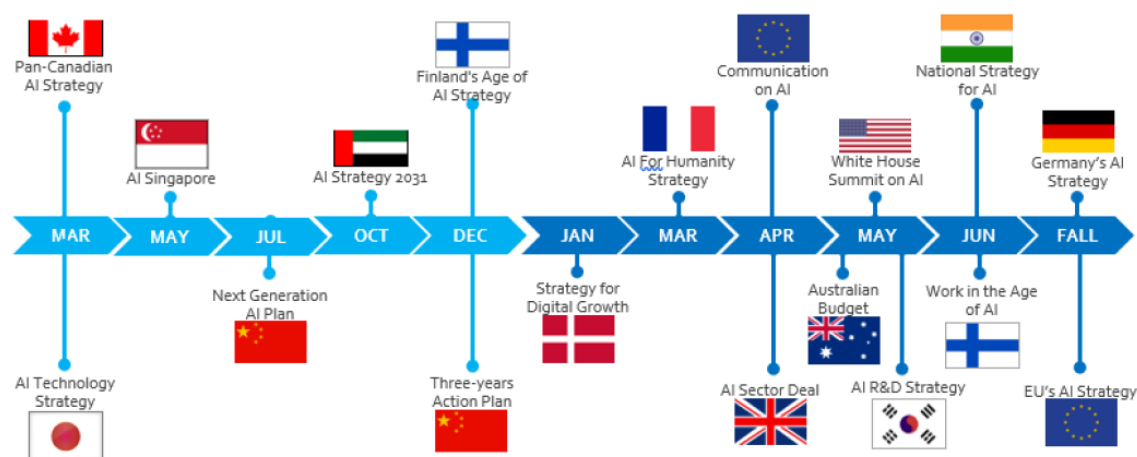 Pan-Canadian
AI Strategy
AI Singapore
AI Strategy 2031
Finland's Age of
AI Strategy
AI For Humanity
Strategy
Communication
on AI
White House
Summit on AI
National Strategy
for AI
Germany's AI
Strategy
MAR
MAY
JUL
OCT
DEC
JAN
MAR
APR
MAY
JUN
FALL
AI Technology
Strategy
Next Generation
AI Plan
Three-years
Action Plan
Strategy for
Digital Growth
AI Sector Deal
Australian
Budget
AI R&D Strategy
Work in the Age
of AI
EU's AI Strategy